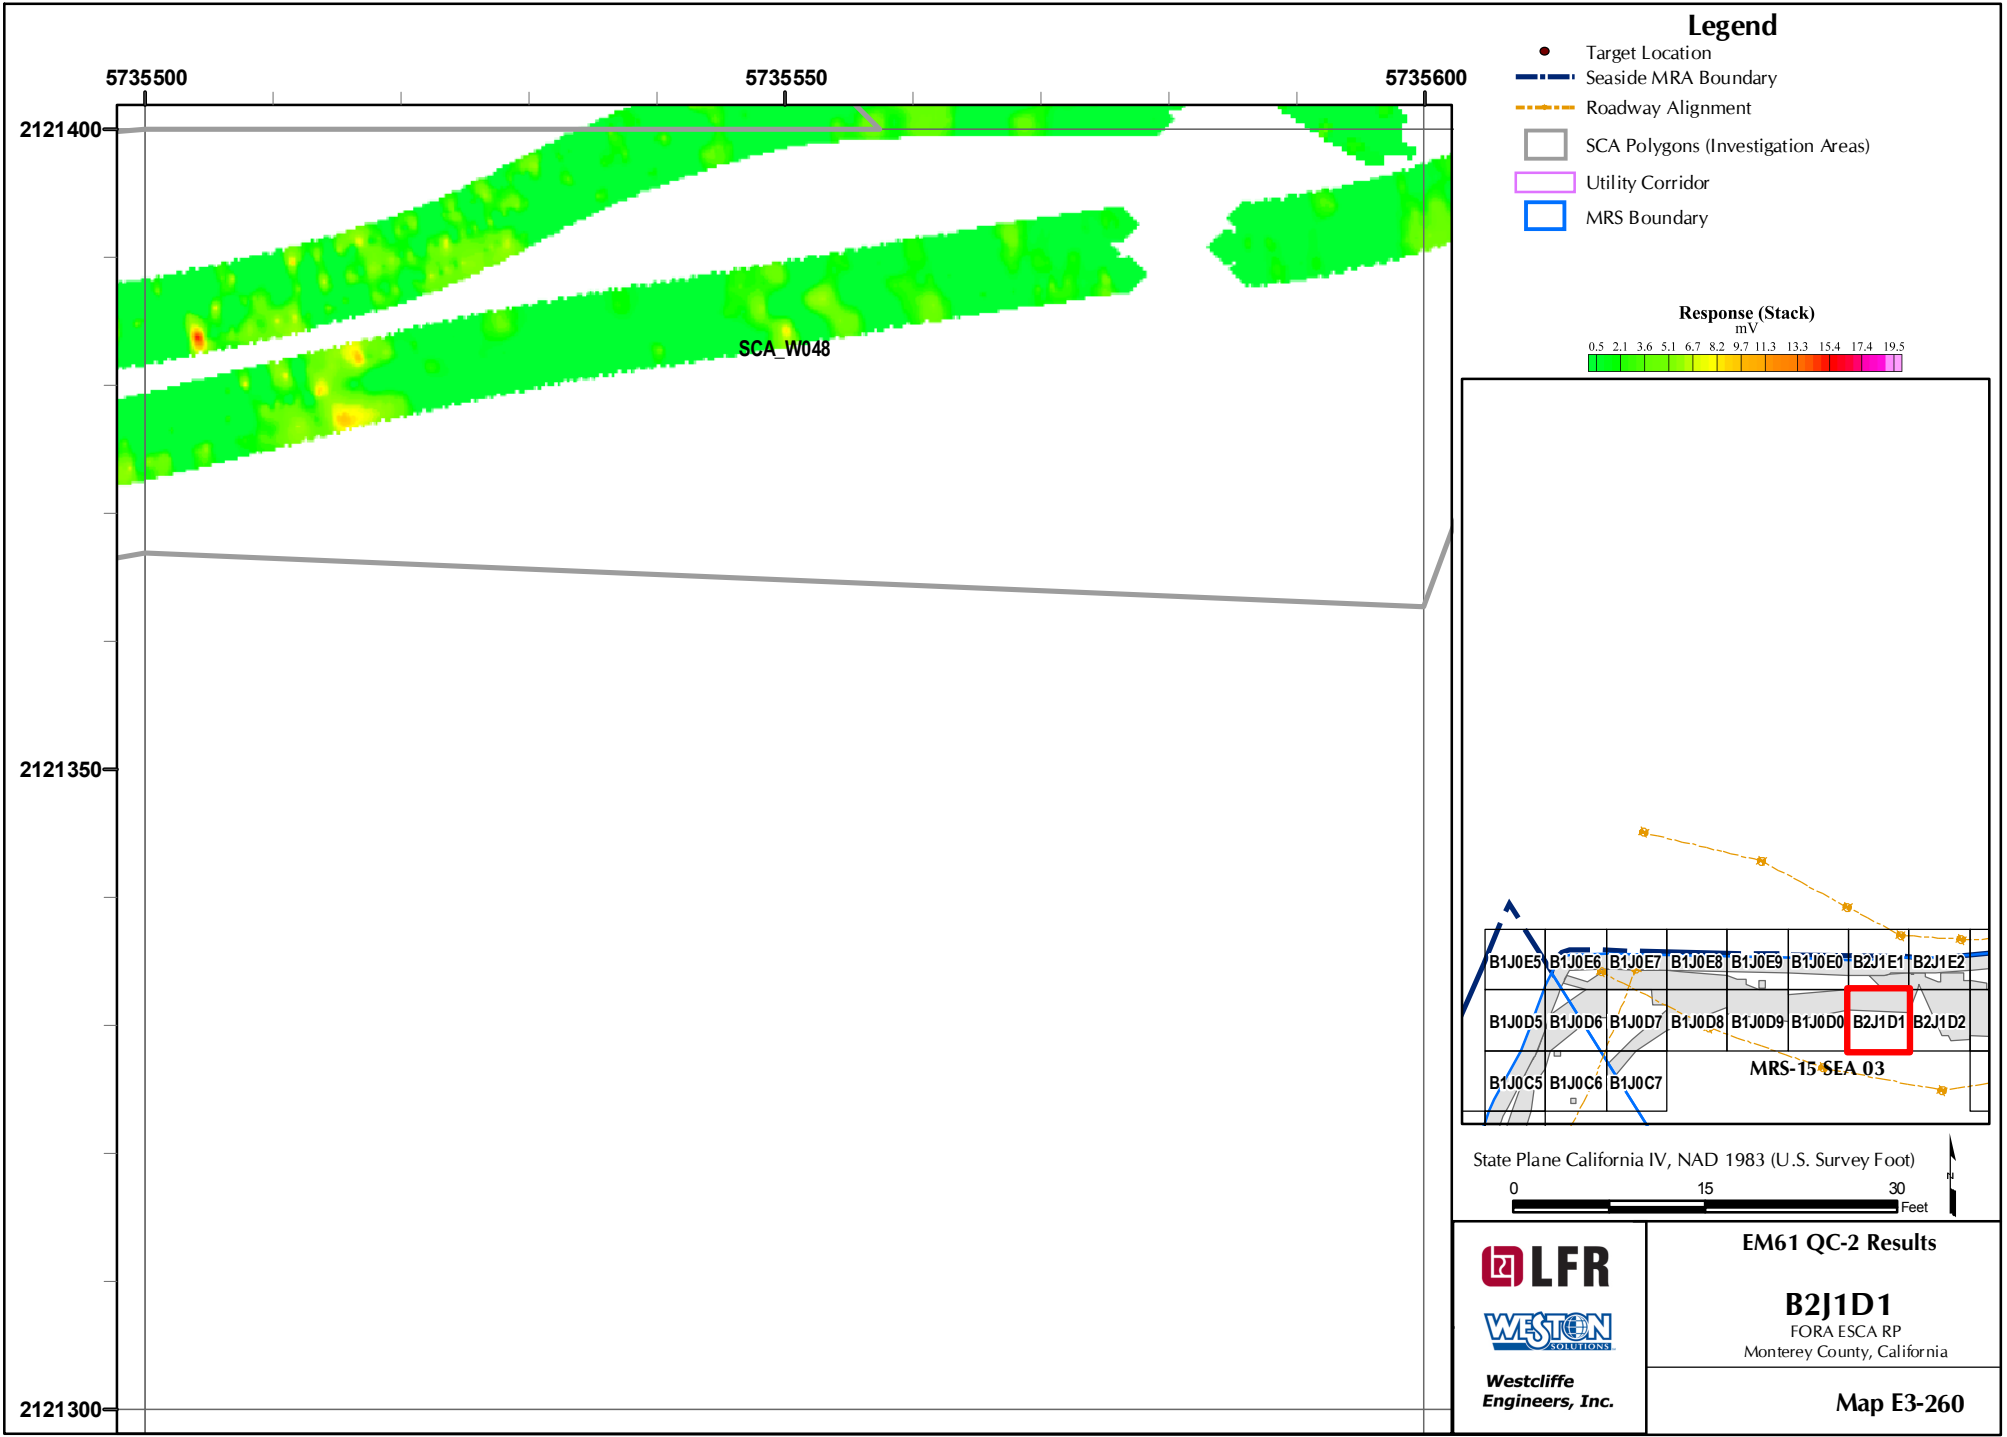 5735500 5735550 5735600
2121400
2121350
2121300
SCA_W048
Legend
Target Location
Seaside MRA Boundary
Roadway Alignment
SCA Polygons (Investigation Areas)
Utility Corridor
MRS Boundary
Response (Stack)
mV
0.5 2.1 3.6 5.1 6.7 8.2 9.7 11.3 13.3 15.4 17.4 19.5
B1J0E5 B1J0E6 B1J0E7 B1J0E8 B1J0E9 B1J0E0 B2J1E1 B2J1E2
B1J0D5 B1J0D6 B1J0D7 B1J0D8 B1J0D9 B1J0D0 B2J1D1 B2J1D2
MRS-15 SEA 03
B1J0C5 B1J0C6 B1J0C7
State Plane California IV, NAD 1983 (U.S. Survey Foot)
0 15 30
Feet
N
LFR
WESTON
SOLUTIONS
Westcliffe
Engineers, Inc.
EM61 QC-2 Results
B2J1D1
FORA ESCA RP
Monterey County, California
Map E3-260